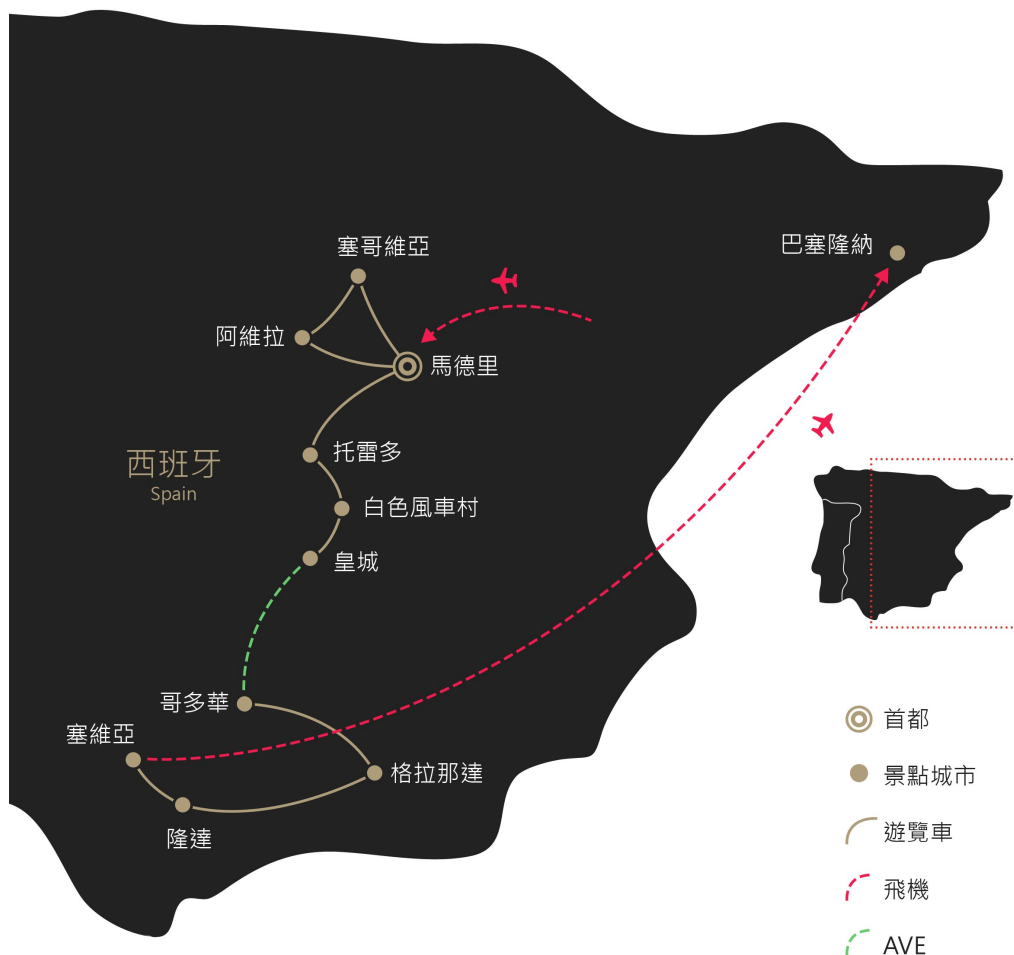 塞哥維亞
巴塞隆納
阿維拉
馬德里
托雷多
西班牙
Spain
白色風車村
皇城
哥多華
塞維亞
格拉那達
隆達
首都
景點城市
遊覽車
飛機
AVE